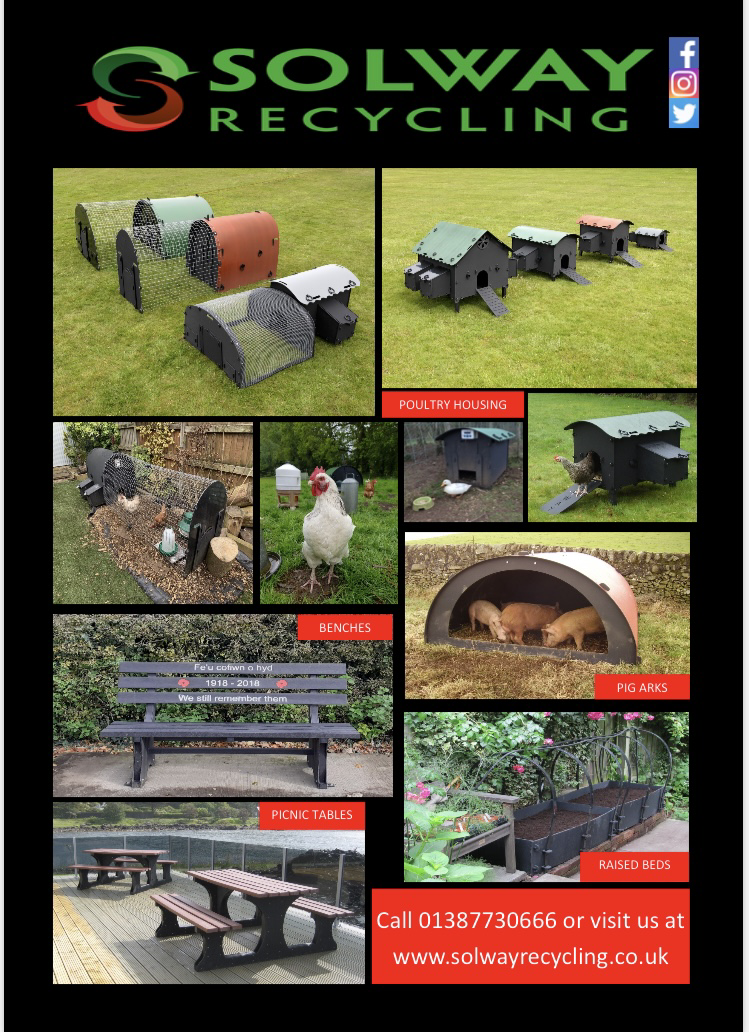 SOLWAY
RECYCLING
POULTRY HOUSING
BENCHES
Fe'u cofiwn o hyd
1918 - 2018
We still remember them
PIG ARKS
PICNIC TABLES
RAISED BEDS
Call 01387730666 or visit us at
www.solwayrecycling.co.uk